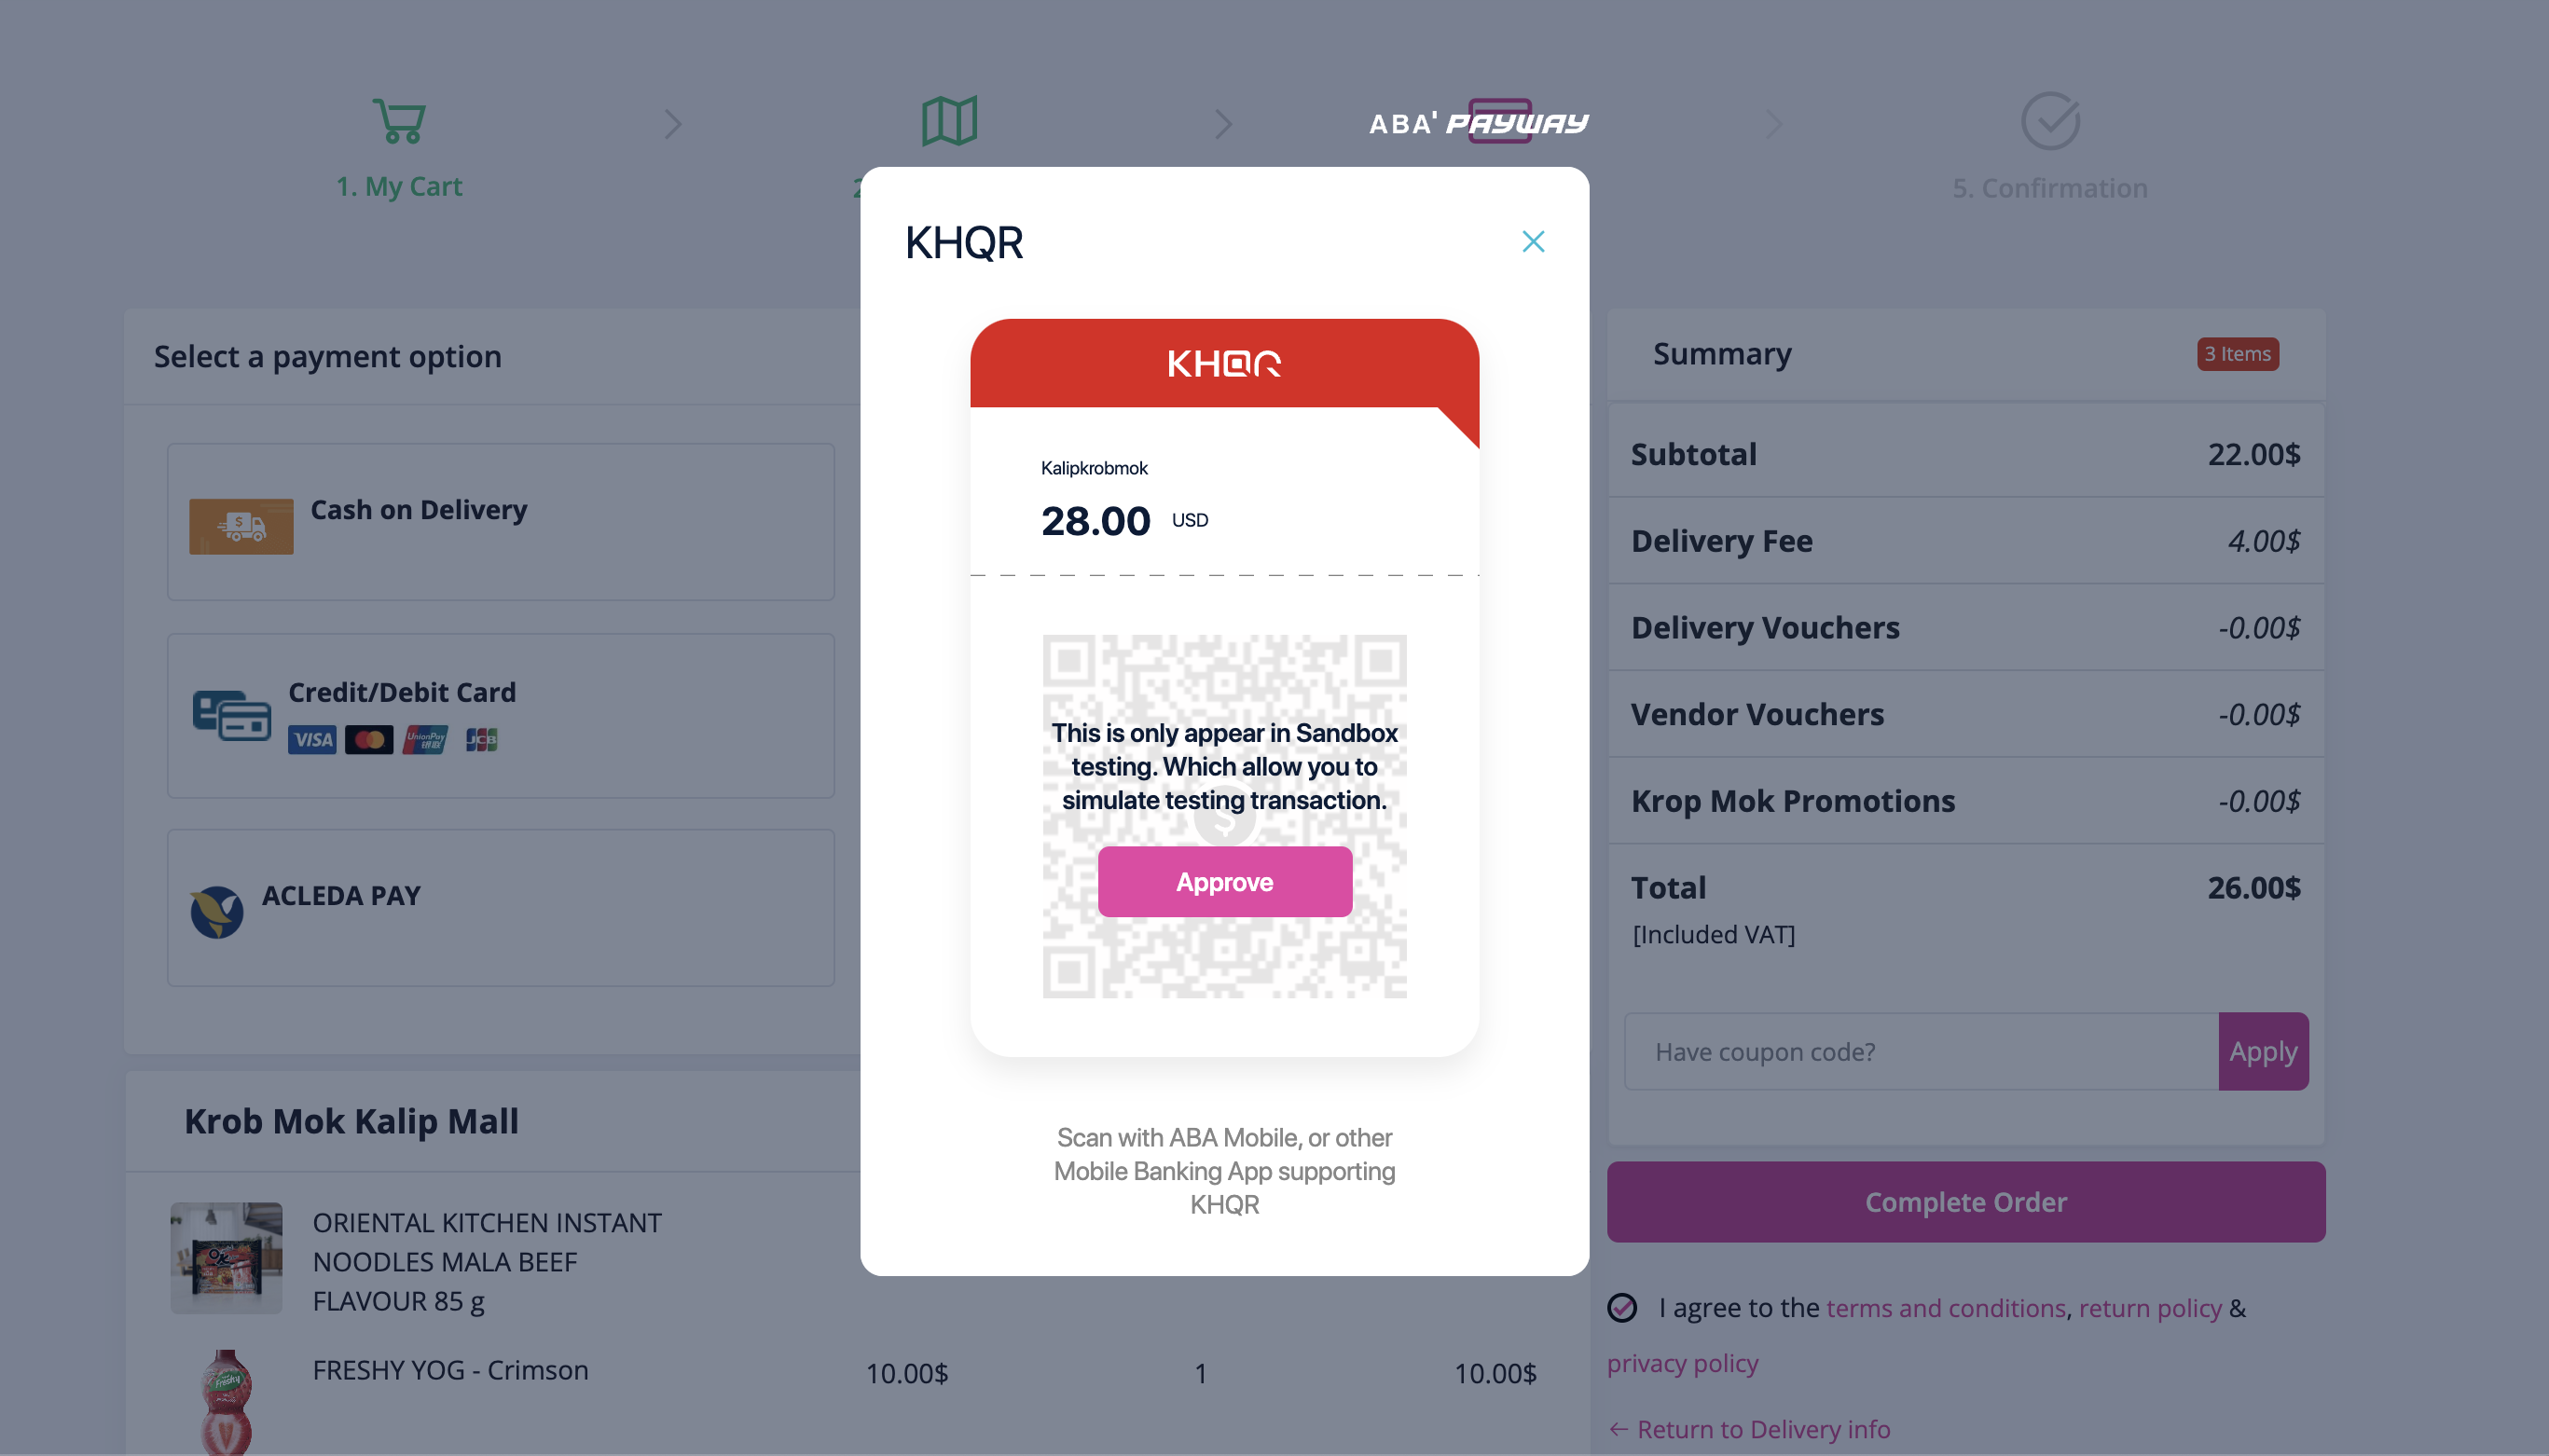 1. My Cart
ABA' PAYWAY
5. Confirmation
KHQR
KHQR
Kalipkrobmok
28.00 USD
This is only appear in Sandbox
testing. Which allow you to
simulate testing transaction.
Approve
Scan with ABA Mobile, or other
Mobile Banking App supporting
KHQR
Select a payment option
Cash on Delivery
Credit/Debit Card
VISA UnionPay 银联 JCB
ACLEDA PAY
Krob Mok Kalip Mall
ORIENTAL KITCHEN INSTANT
NOODLES MALA BEEF
FLAVOUR 85 g
FRESHY YOG - Crimson 10.00$ 1 10.00$
Summary 3 Items
Subtotal 22.00$
Delivery Fee 4.00$
Delivery Vouchers -0.00$
Vendor Vouchers -0.00$
Krop Mok Promotions -0.00$
Total 26.00$
[Included VAT]
Have coupon code? Apply
Complete Order
I agree to the terms and conditions, return policy &
privacy policy
← Return to Delivery info